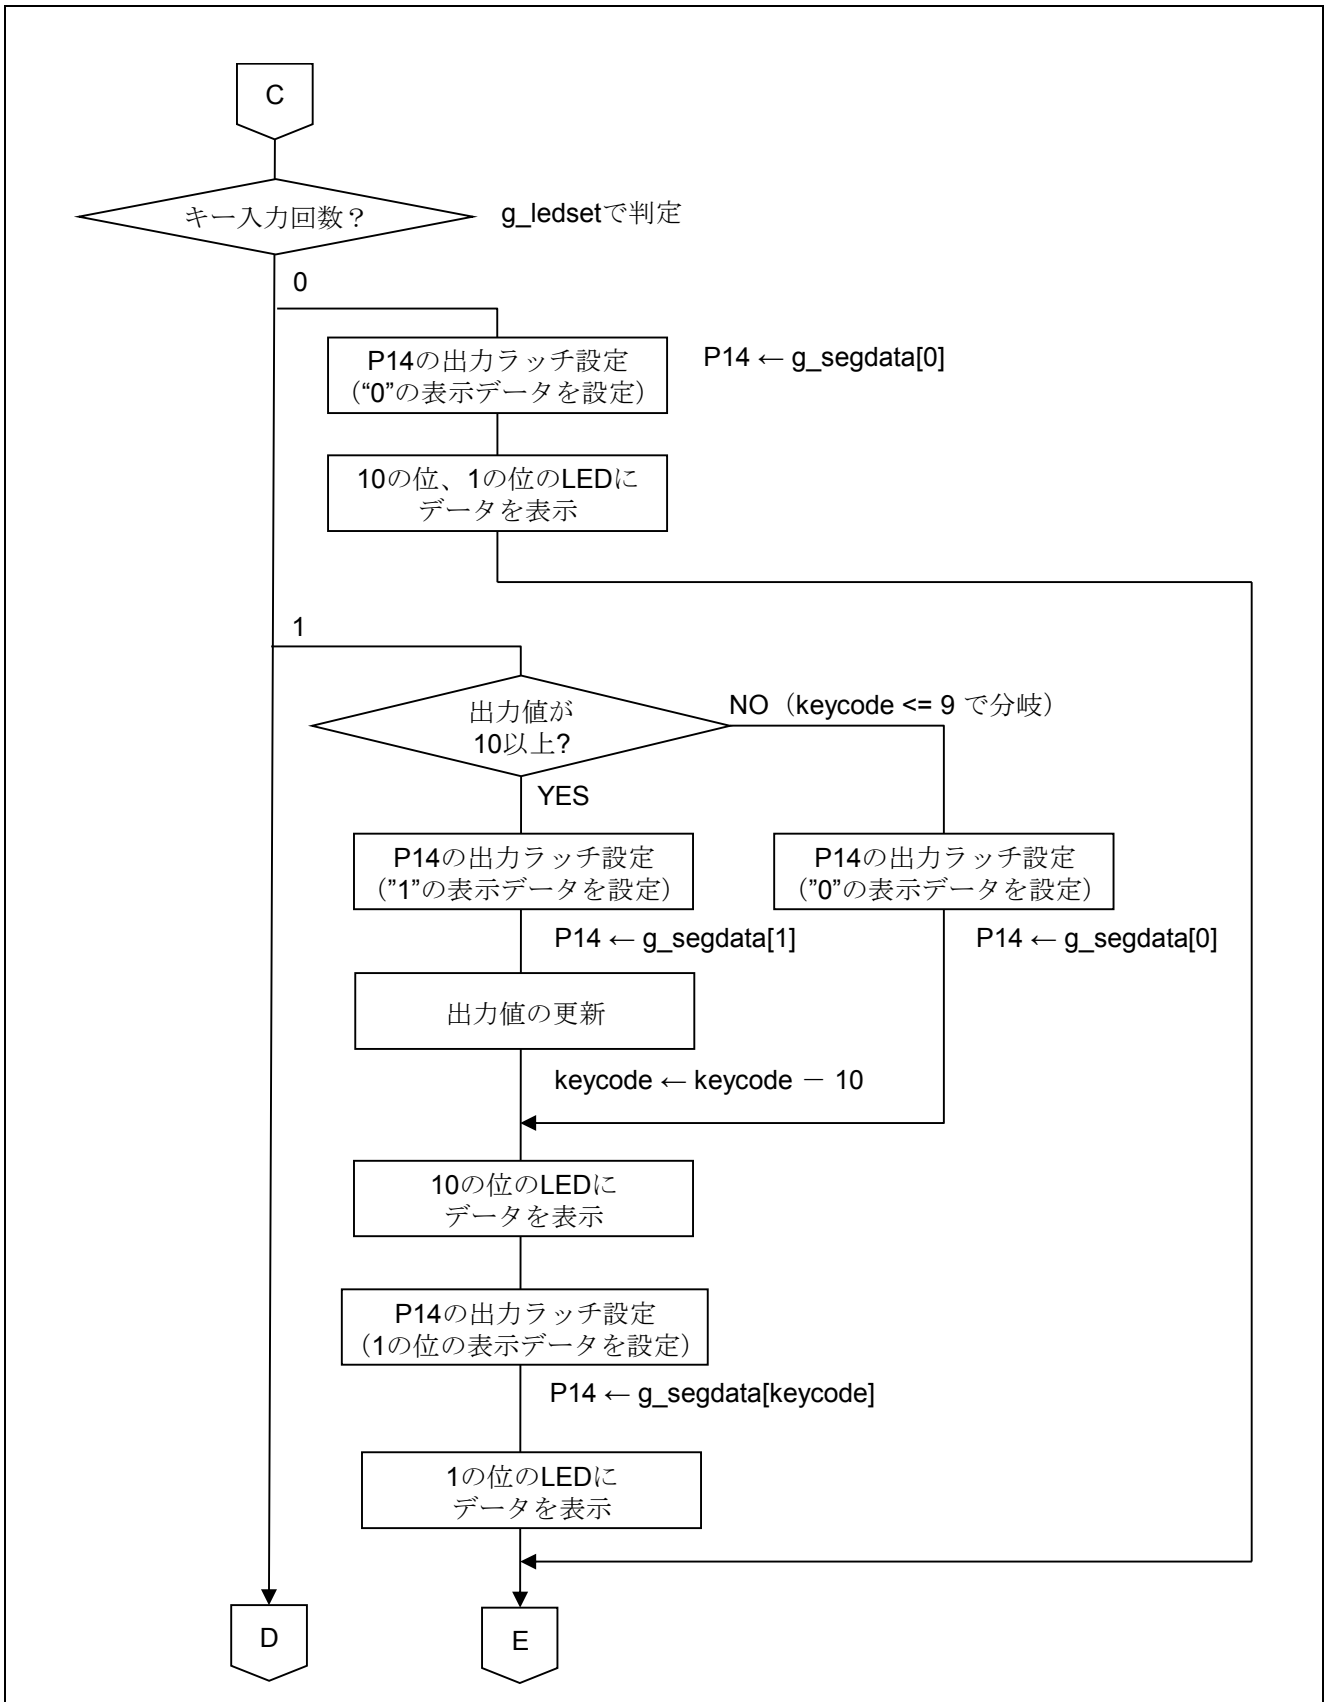 C
キー入力回数？
g_ledsetで判定
0
P14の出力ラッチ設定
（“0”の表示データを設定）
P14 ← g_segdata[0]
10の位、1の位のLEDに
データを表示
1
出力値が
10以上?
NO（keycode <= 9 で分岐）
YES
P14の出力ラッチ設定
（”1”の表示データを設定）
P14の出力ラッチ設定
（”0”の表示データを設定）
P14 ← g_segdata[1]
P14 ← g_segdata[0]
出力値の更新
keycode ← keycode － 10
10の位のLEDに
データを表示
P14の出力ラッチ設定
（1の位の表示データを設定）
P14 ← g_segdata[keycode]
1の位のLEDに
データを表示
D
E